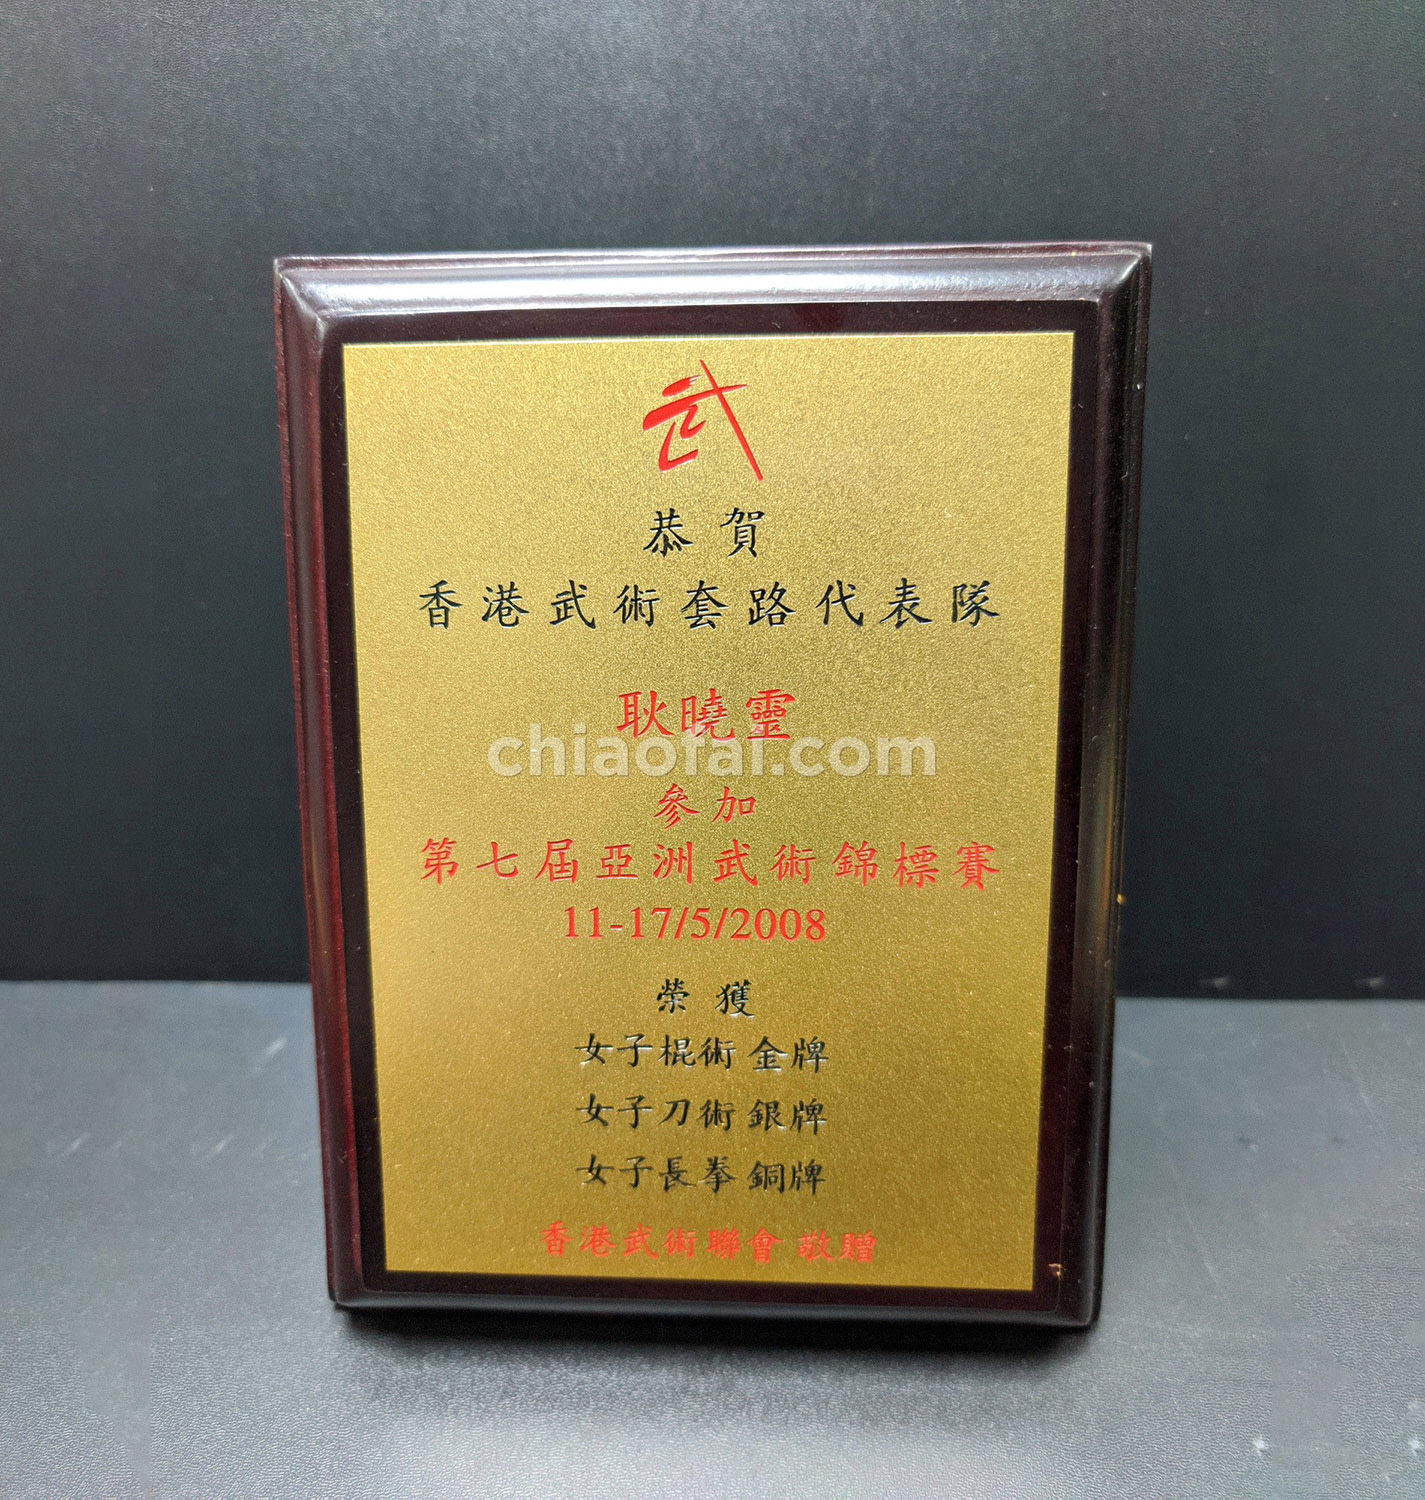 武
恭賀
香港武術套路代表隊
耿曉靈
chiaofai.com
參加
第七屆亞洲武術錦標賽
11-17/5/2008
榮獲
女子棍術 金牌
女子刀術 銀牌
女子長拳 銅牌
香港武術聯會 敬贈